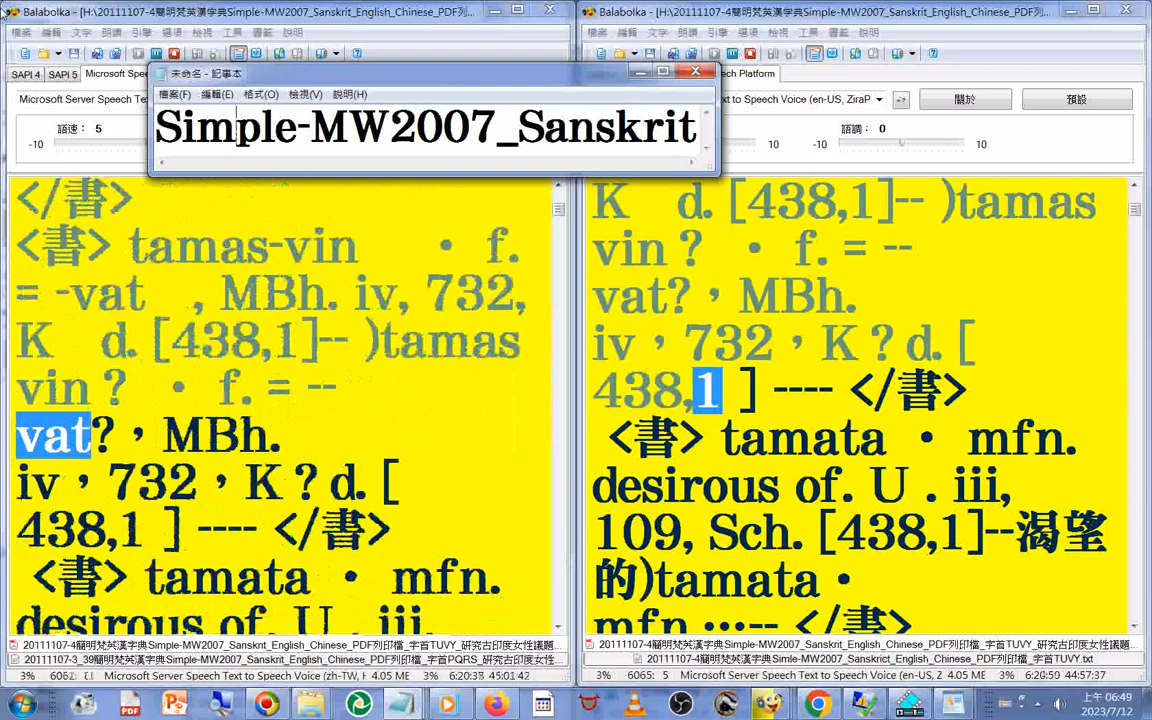 Balabolka - [H:\20111107-4簡明梵英漢字典Simple-MW2007_Sanskrit_English_Chinese_PDF列...
檔案 編輯 文字 朗讀 引擎 選項 檢視 工具 書籤 說明
SAPI 4 SAPI 5 Microsoft Spee
Microsoft Server Speech Text
語速： 5
-10
</書>
<書> tamas-vin • f.
= -vat , MBh. iv, 732,
K d. [438,1]-- )tamas
vin ? • f. = --
vat?，MBh.
iv，732，K？d. [
438,1 ] ---- </書>
<書> tamata • mfn.
desirous of. U . iii,
20111107-4簡明梵英漢字典Simple-MW2007_Sanskrit_English_Chinese_PDF列印檔_字首TUVY_研究古印度女性議題...
20111107-3_39簡明梵英漢字典Simple-MW2007_Sanskrit_English_Chinese_PDF列印檔_字首PQRS_研究古印度女性...
3% Microsoft Speech Text to Speech Voice (zh-TW, H 4.05 MB 3% 45:01:42
未命名 - 記事本
檔案(F) 編輯(E) 格式(O) 檢視(V) 說明(H)
Simple-MW2007_Sanskrit
Balabolka - [H:\20111107-4簡明梵英漢字典Simple-MW2007_Sanskrit_English_Chinese_PDF列...
檔案 編輯 文字 朗讀 引擎 選項 檢視 工具 書籤 說明
ech Platform
t to Speech Voice (en-US, ZiraP
關於 預設
語調： 0
10 -10 10
K d. [438,1]-- )tamas
vin ? • f. = --
vat?，MBh.
iv，732，K？d. [
438,1 ] ---- </書>
<書> tamata • mfn.
desirous of. U . iii,
109, Sch. [438,1]--渴望
的)tamata •
mfn.…-- </書>
20111107-4簡明梵英漢字典Simple-MW2007_Sanskrit_English_Chinese_PDF列印檔_字首TUVY_研究古印度女性議題...
20111107-4簡明梵英漢字典Simle-MW2007_Sanskrict_English_Chinese_PDF列印檔_字首TUVY.txt
3% 6065: 5 Microsoft Speech Text to Speech Voice (en-US, Z 4.05 MB 3% 44:57:37
上午 06:49
2023/7/12